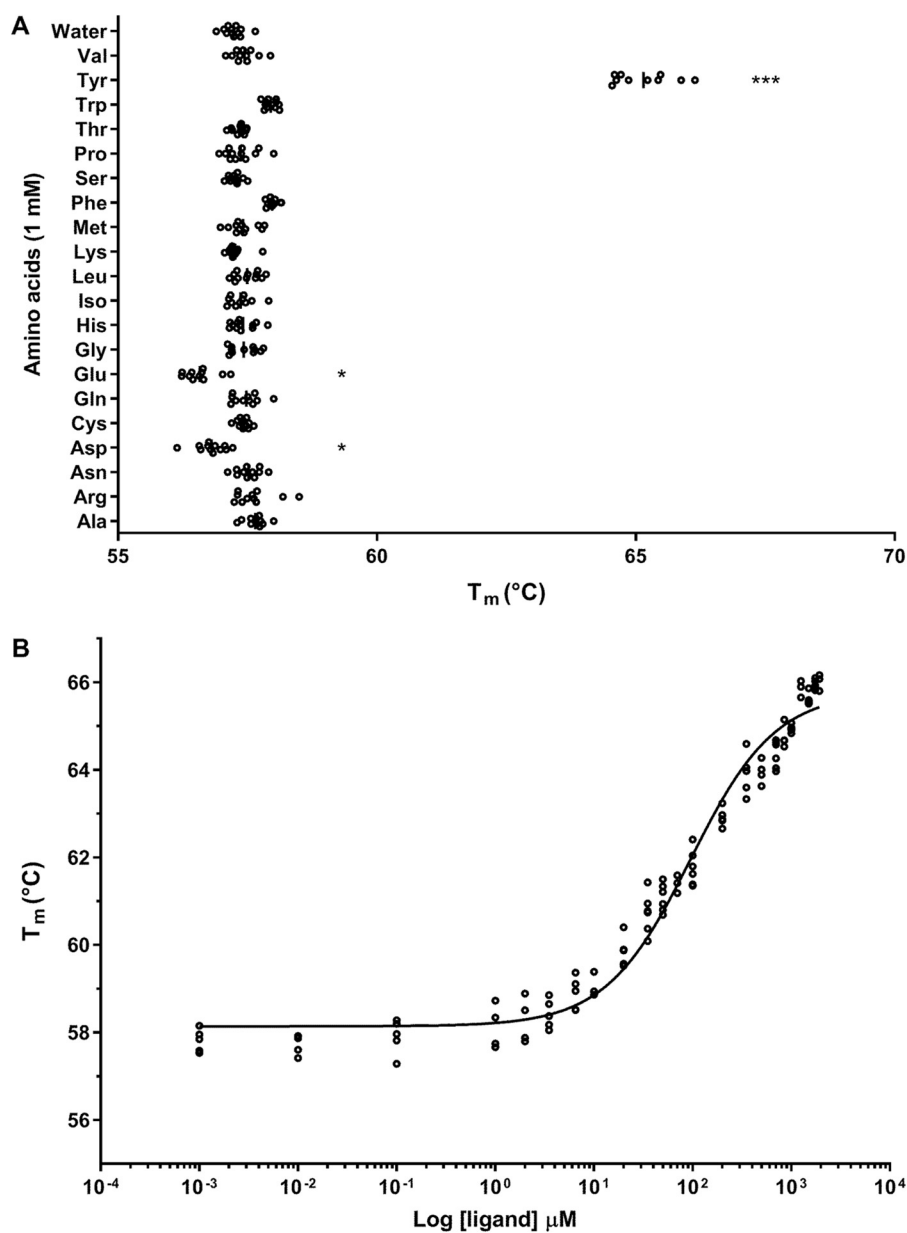 A
Amino acids (1 mM)
Water
Val
Tyr
***
Trp
Thr
Pro
Ser
Phe
Met
Lys
Leu
Iso
His
Gly
Glu
*
Gln
Cys
Asp
*
Asn
Arg
Ala
55 60 65 70
Tm (°C)
B
Tm (°C)
66
64
62
60
58
56
10-4 10-3 10-2 10-1 100 101 102 103 104
Log [ligand] μM